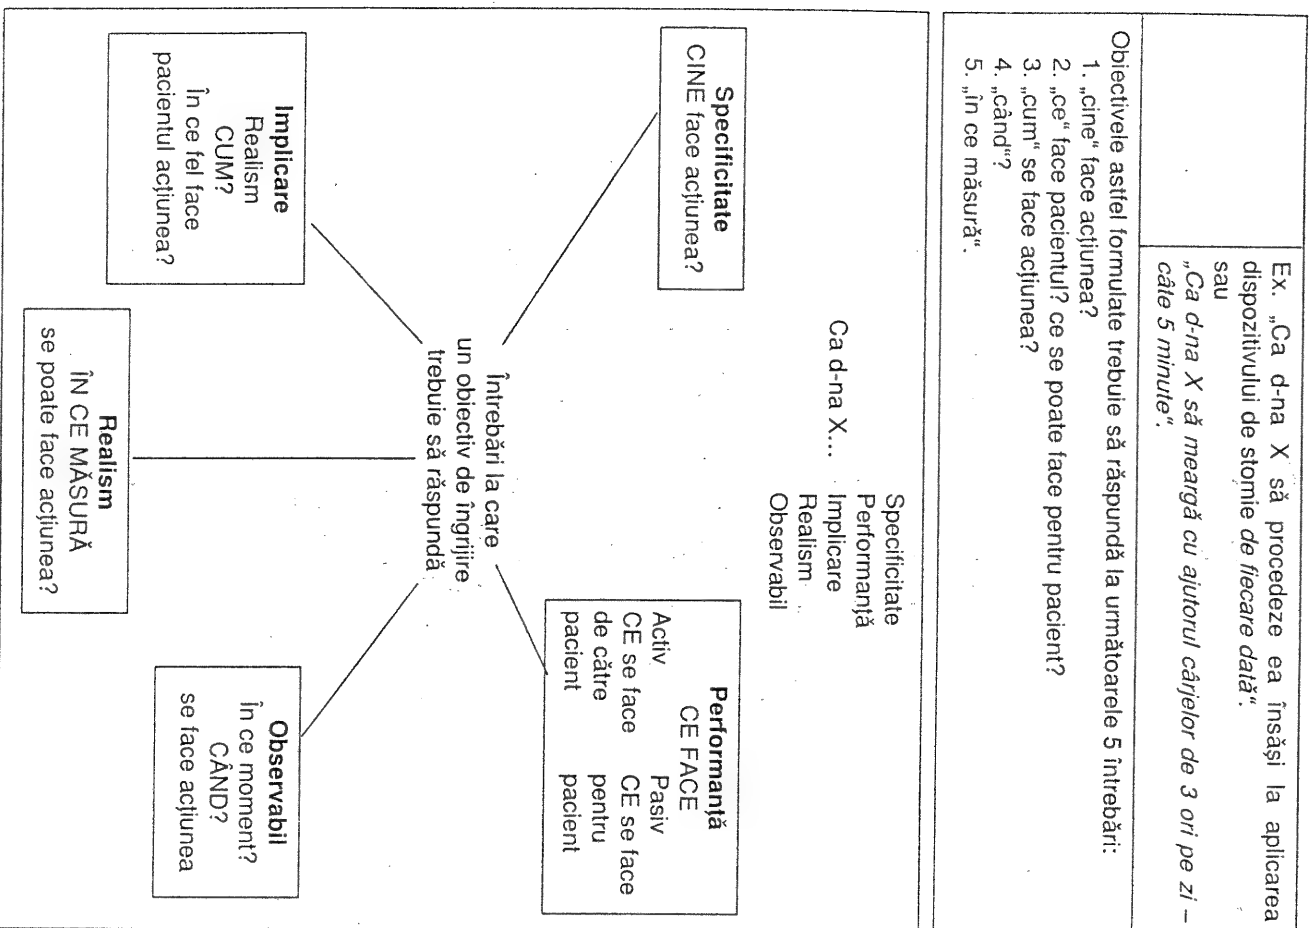 Ex. „Ca d-na X să procedeze ea însăși la aplicarea
dispozitivului de stomie de fiecare dată“.
sau
„Ca d-na X să meargă cu ajutorul cârjelor de 3 ori pe zi –
câte 5 minute“.
Obiectivele astfel formulate trebuie să răspundă la următoarele 5 întrebări:
1. „cine“ face acțiunea?
2. „ce“ face pacientul? ce se poate face pentru pacient?
3. „cum“ se face acțiunea?
4. „când“?
5. „în ce măsură“.
Specificitate
Performanță
Ca d-na X... Implicare
Realism
Observabil
Specificitate
CINE face acțiunea?
Performanță
CE FACE
Activ Pasiv
CE se face CE se face
de către pentru
pacient pacient
Întrebări la care
un obiectiv de îngrijire
trebuie să răspundă
Implicare
Realism
CUM?
În ce fel face
pacientul acțiunea?
Observabil
În ce moment?
CÂND?
se face acțiunea
Realism
ÎN CE MĂSURĂ
se poate face acțiunea?